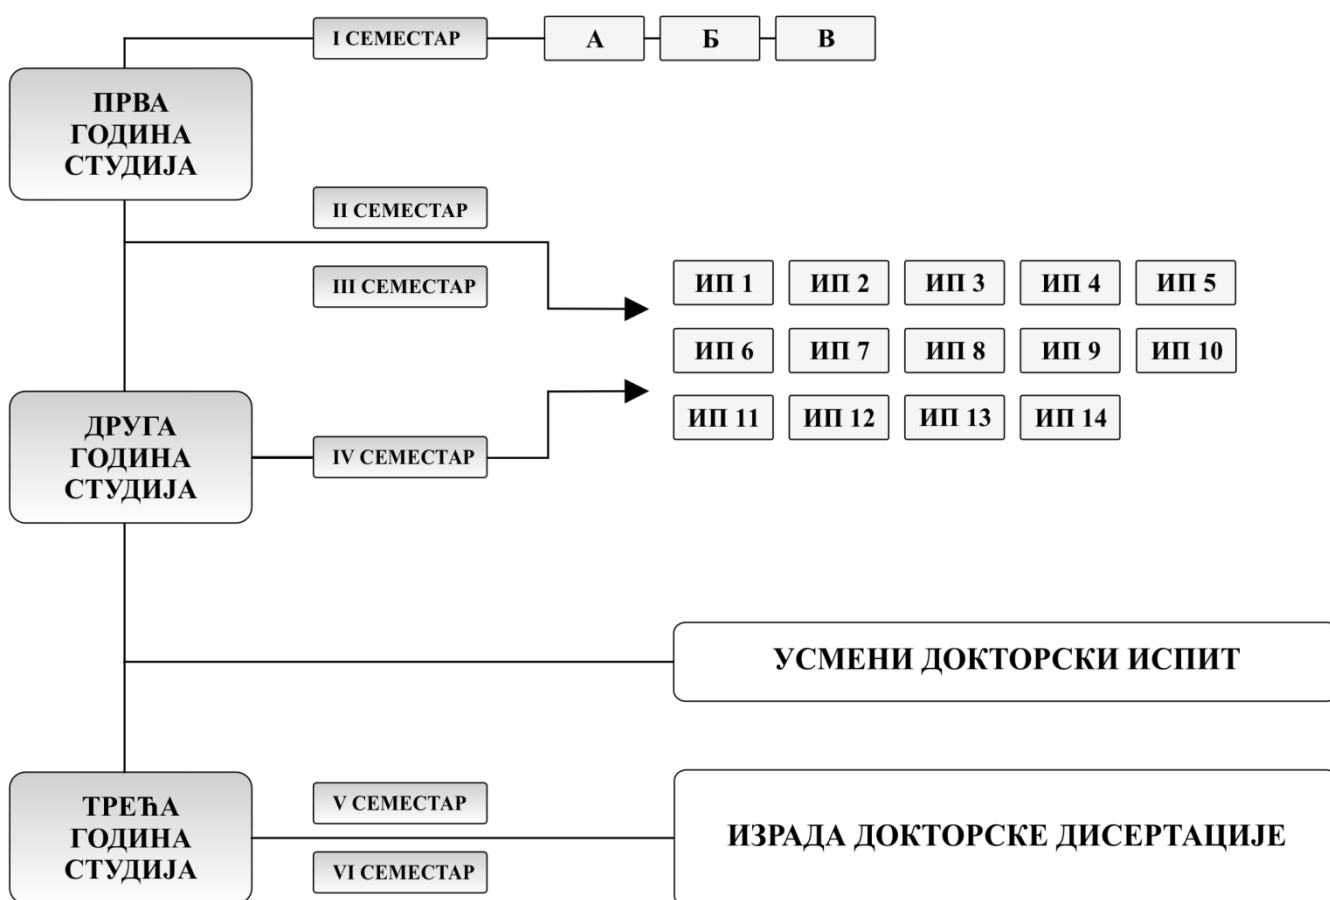 I СЕМЕСТАР
А
Б
В
ПРВА
ГОДИНА
СТУДИЈА
II СЕМЕСТАР
III СЕМЕСТАР
ИП 1
ИП 2
ИП 3
ИП 4
ИП 5
ИП 6
ИП 7
ИП 8
ИП 9
ИП 10
ИП 11
ИП 12
ИП 13
ИП 14
ДРУГА
ГОДИНА
СТУДИЈА
IV СЕМЕСТАР
УСМЕНИ ДОКТОРСКИ ИСПИТ
ТРЕЋА
ГОДИНА
СТУДИЈА
V СЕМЕСТАР
VI СЕМЕСТАР
ИЗРАДА ДОКТОРСКЕ ДИСЕРТАЦИЈЕ